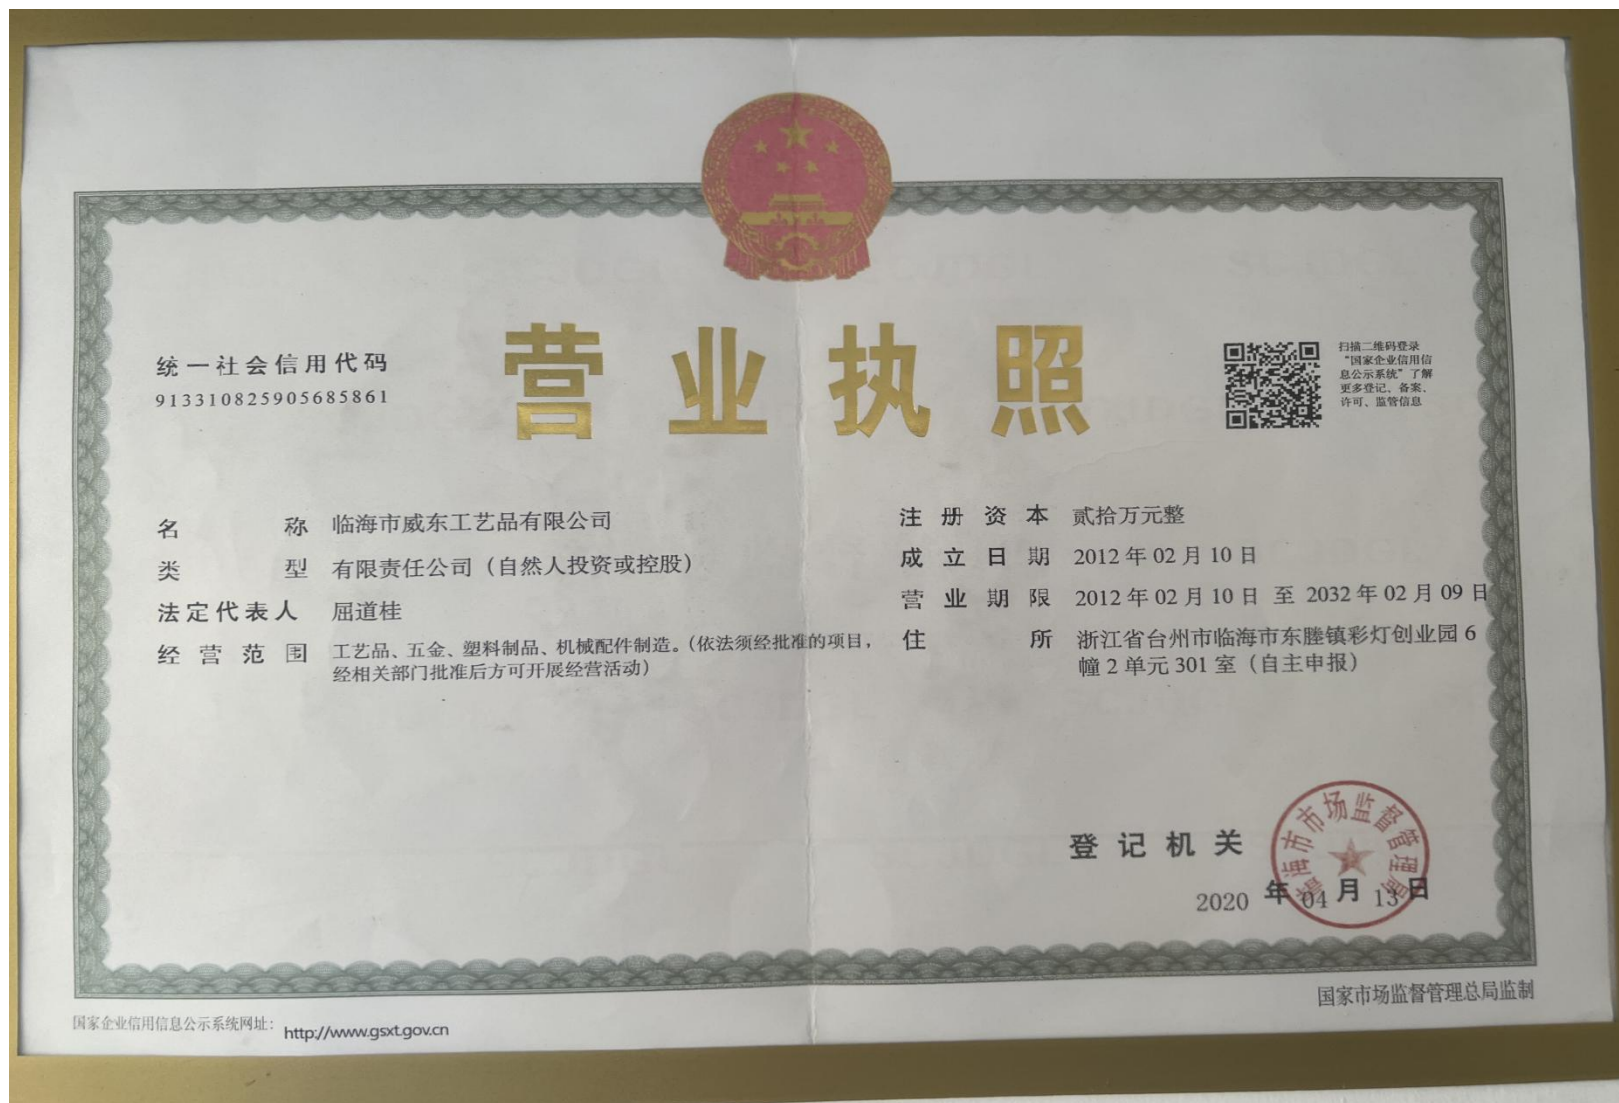 营业执照
统一社会信用代码
913310825905685861
扫描二维码登录
“国家企业信用信
息公示系统”了解
更多登记、备案、
许可、监管信息
名称 临海市威东工艺品有限公司
类型 有限责任公司（自然人投资或控股）
法定代表人 屈道桂
经营范围 工艺品、五金、塑料制品、机械配件制造。（依法须经批准的项目，
经相关部门批准后方可开展经营活动）
注册资本 贰拾万元整
成立日期 2012年02月10日
营业期限 2012年02月10日 至 2032年02月09日
住所 浙江省台州市临海市东塍镇彩灯创业园6
幢2单元301室（自主申报）
登记机关
临海市市场监督管理局
2020 年 04 月 13 日
国家企业信用信息公示系统网址： http://www.gsxt.gov.cn
国家市场监督管理总局监制